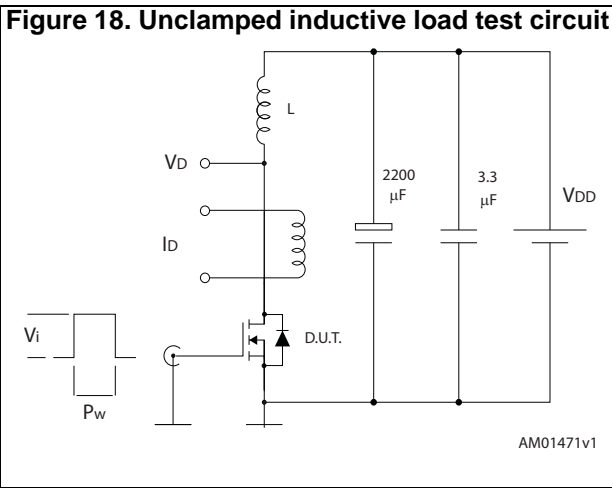 Figure 18. Unclamped inductive load test circuit
L
VD
2200
μF
3.3
μF
VDD
ID
Vi
D.U.T.
Pw
AM01471v1